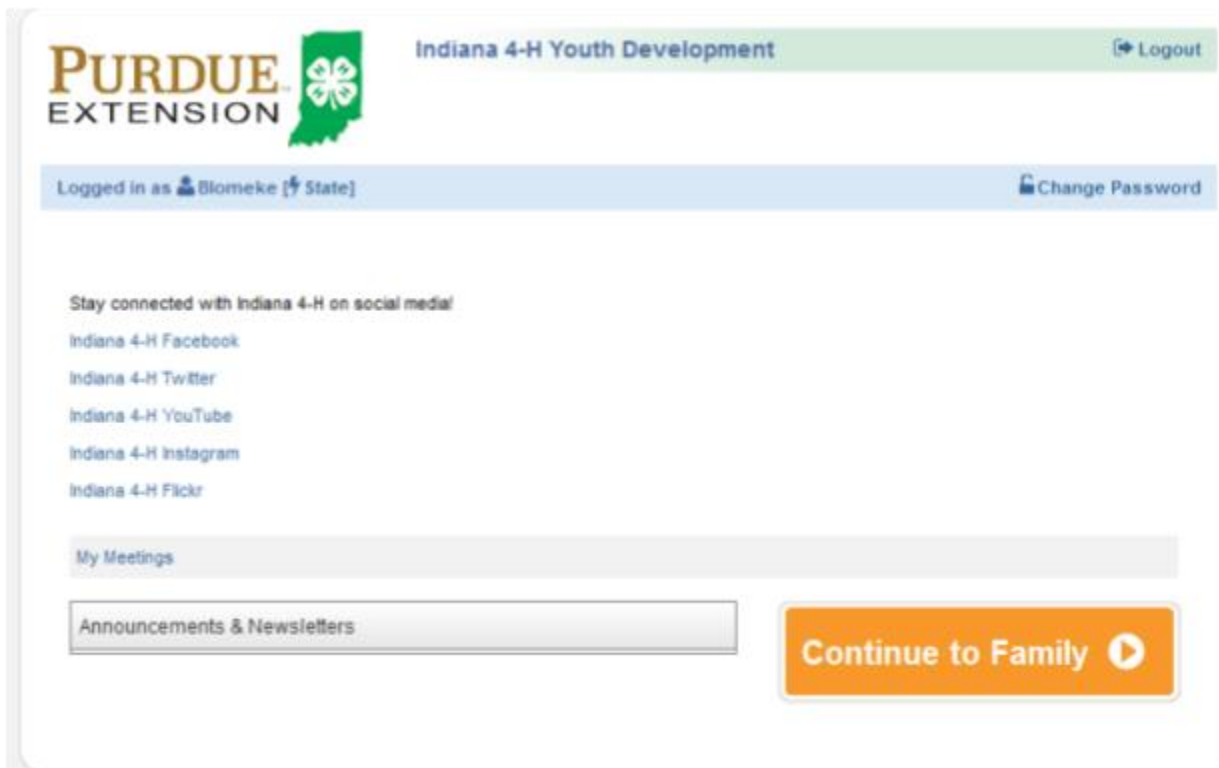 PURDUE
EXTENSION
Indiana 4-H Youth Development
Logout
Logged in as Blomeke [State]
Change Password
Stay connected with Indiana 4-H on social media!
Indiana 4-H Facebook
Indiana 4-H Twitter
Indiana 4-H YouTube
Indiana 4-H Instagram
Indiana 4-H Flickr
My Meetings
Announcements & Newsletters
Continue to Family